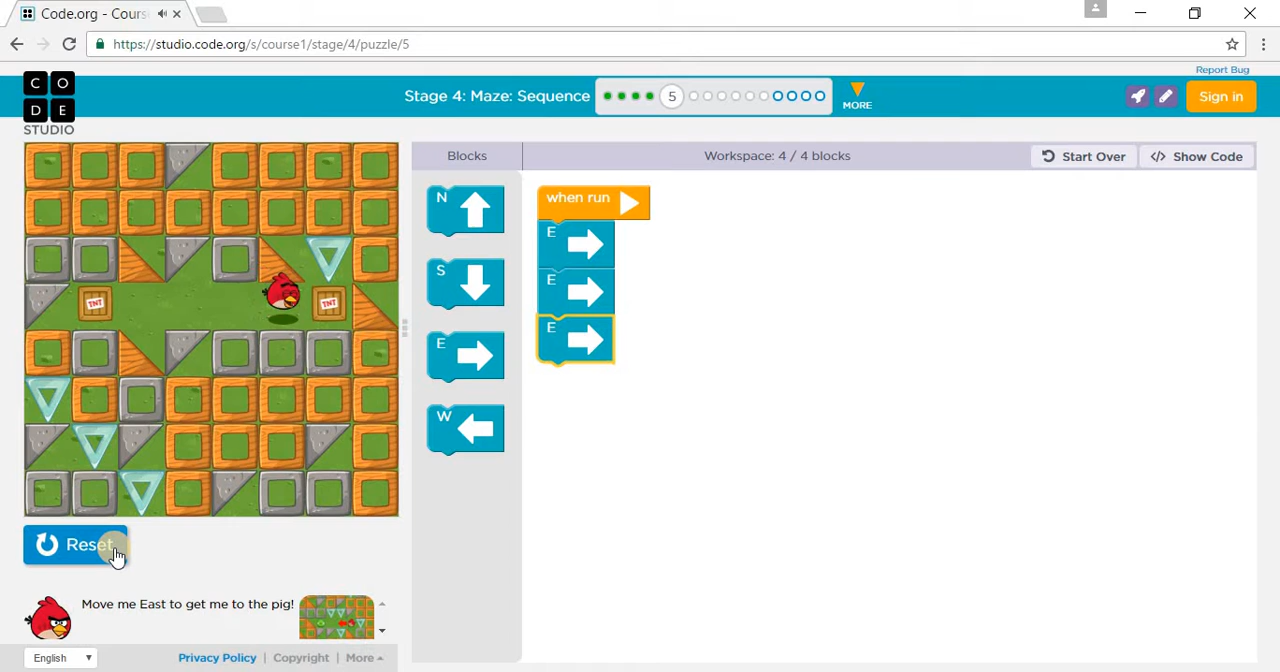 Code.org - Cours
https://studio.code.org/s/course1/stage/4/puzzle/5
Report Bug
C O
D E
STUDIO
Stage 4: Maze: Sequence
5
MORE
Sign in
Blocks
Workspace: 4 / 4 blocks
Start Over
</> Show Code
N
S
E
W
when run
E
E
E
TNT
TNT
Reset
Move me East to get me to the pig!
English
Privacy Policy | Copyright | More